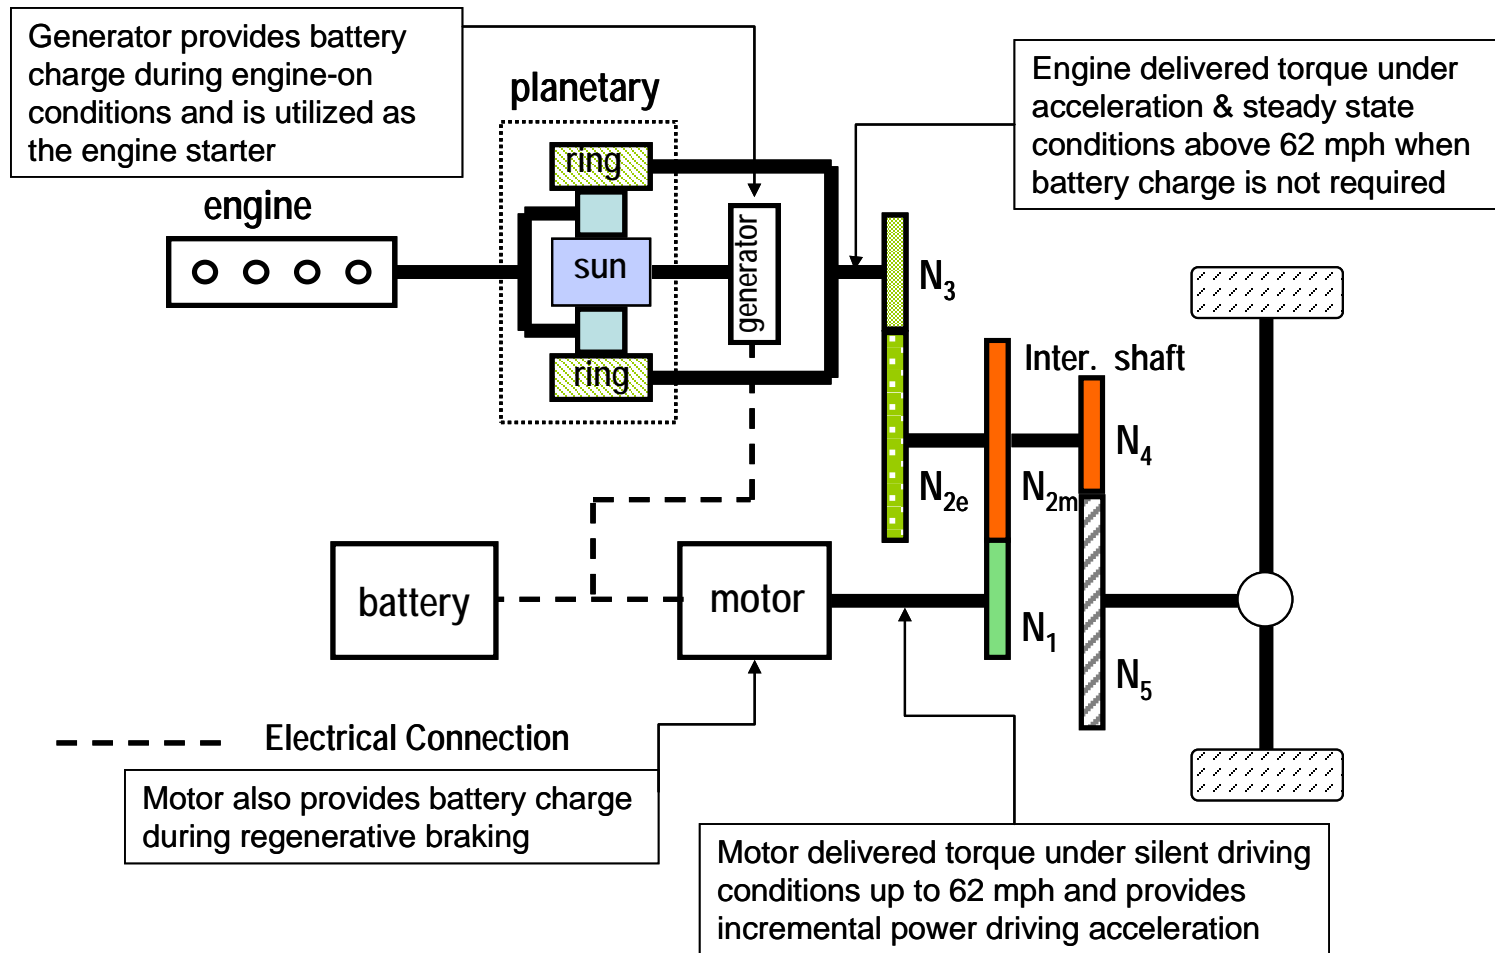 Generator provides battery
charge during engine-on
conditions and is utilized as
the engine starter
planetary
Engine delivered torque under
acceleration & steady state
conditions above 62 mph when
battery charge is not required
ring
engine
sun
generator
N3
ring
Inter. shaft
N4
N2e
N2m
battery
motor
N1
N5
Electrical Connection
Motor also provides battery charge
during regenerative braking
Motor delivered torque under silent driving
conditions up to 62 mph and provides
incremental power driving acceleration